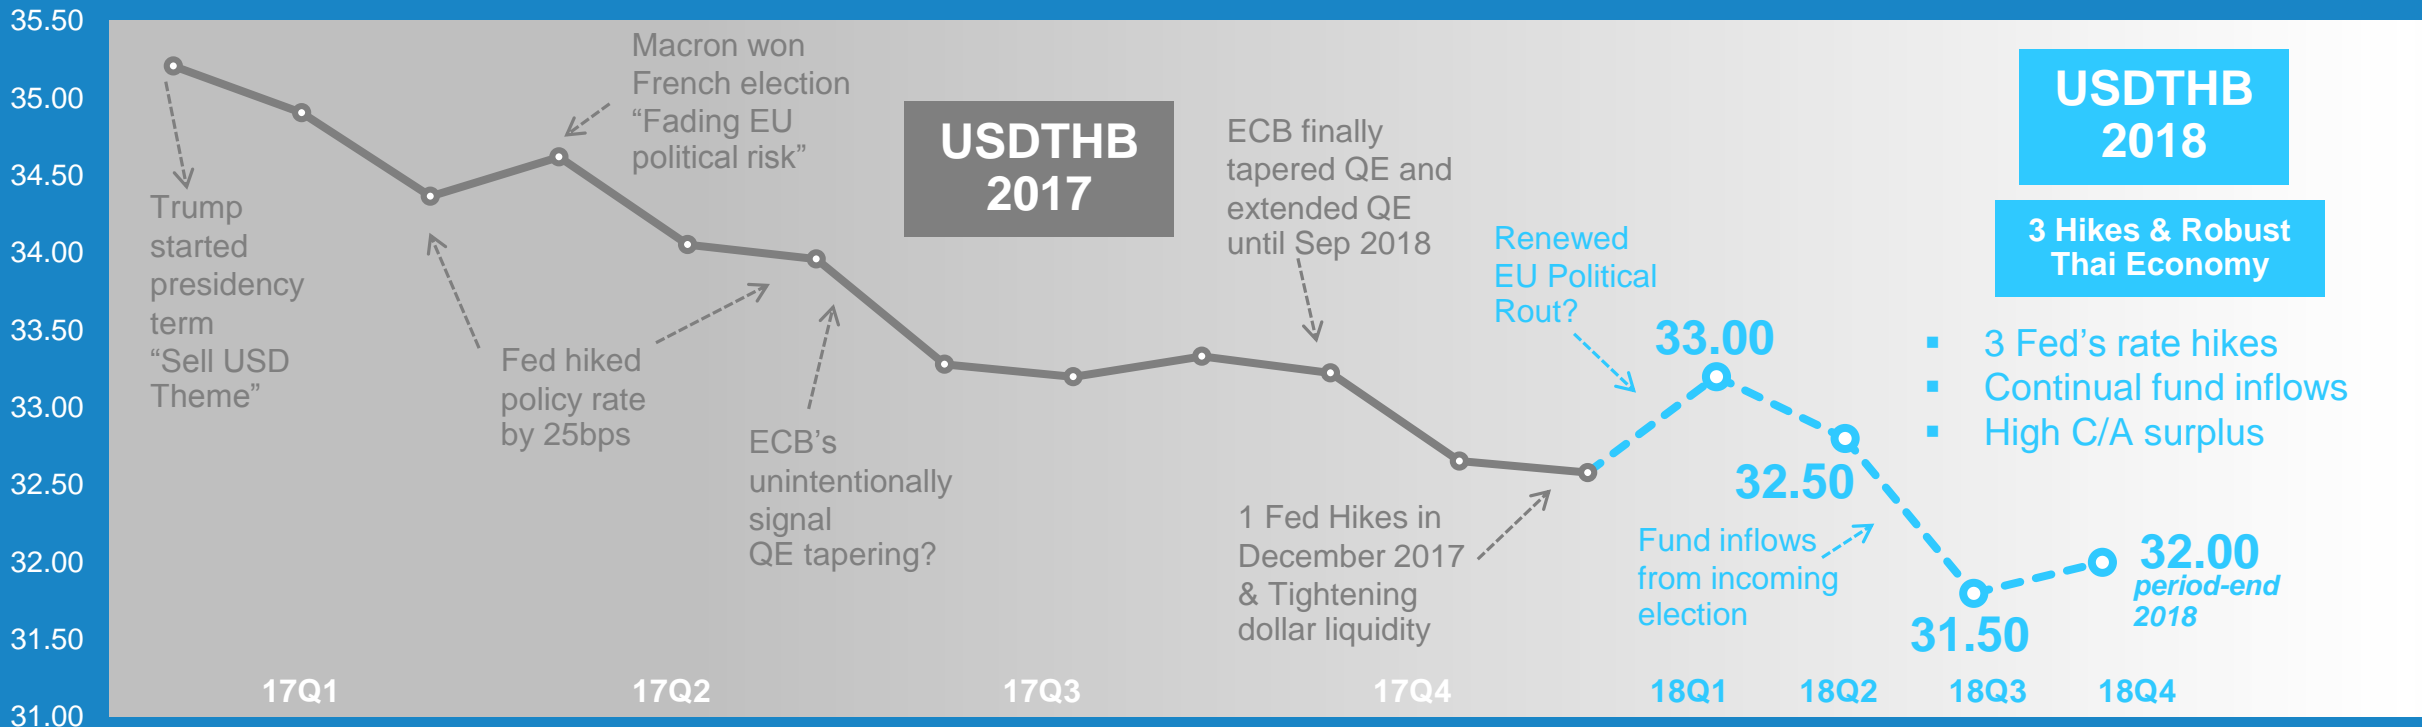 35.50
35.00
34.50
34.00
33.50
33.00
32.50
32.00
31.50
31.00
Trump
started
presidency
term
“Sell USD
Theme”
Macron won
French election
“Fading EU
political risk”
Fed hiked
policy rate
by 25bps
ECB’s
unintentionally
signal
QE tapering?
USDTHB
2017
ECB finally
tapered QE and
extended QE
until Sep 2018
1 Fed Hikes in
December 2017
& Tightening
dollar liquidity
Renewed
EU Political
Rout?
33.00
32.50
Fund inflows
from incoming
election
31.50
32.00
period-end
2018
USDTHB
2018
3 Hikes & Robust
Thai Economy
▪ 3 Fed’s rate hikes
▪ Continual fund inflows
▪ High C/A surplus
17Q1 17Q2 17Q3 17Q4 18Q1 18Q2 18Q3 18Q4